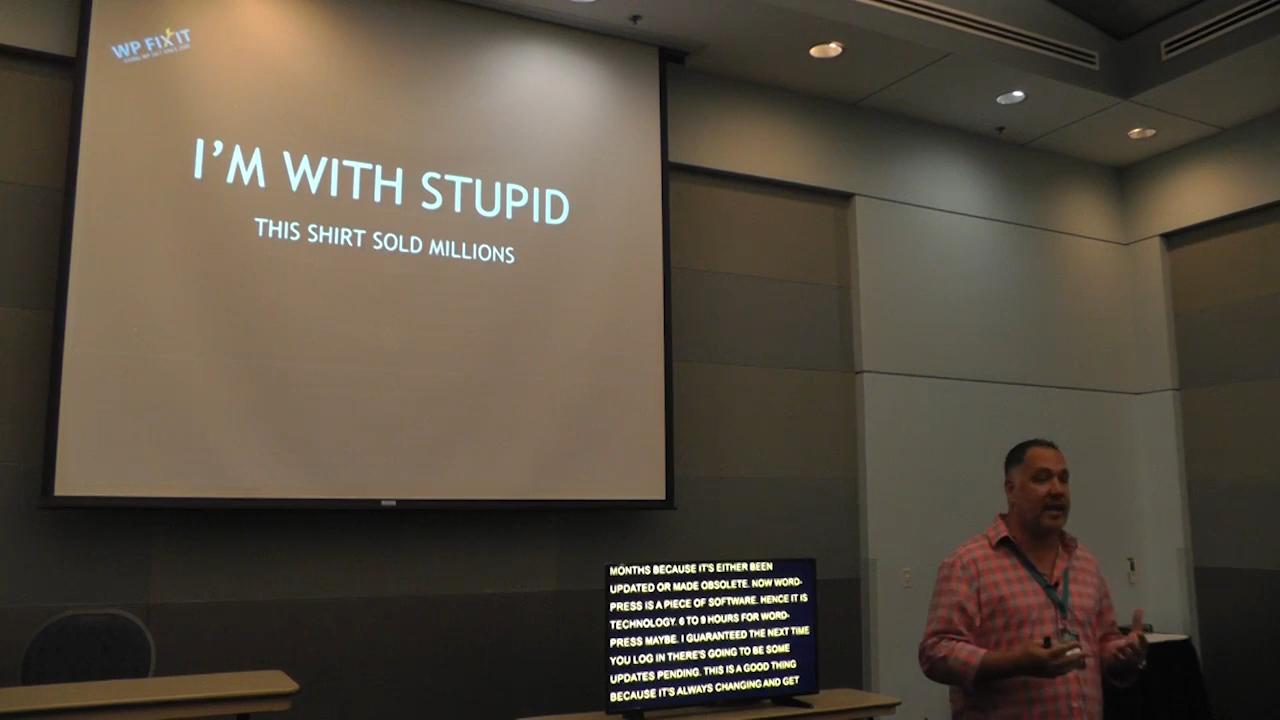 WP FIXIT
I'M WITH STUPID
THIS SHIRT SOLD MILLIONS
MONTHS BECAUSE IT'S EITHER BEEN
UPDATED OR MADE OBSOLETE. NOW WORD-
PRESS IS A PIECE OF SOFTWARE. HENCE IT IS
TECHNOLOGY. 6 TO 9 HOURS FOR WORD-
PRESS MAYBE. I GUARANTEED THE NEXT TIME
YOU LOG IN THERE'S GOING TO BE SOME
UPDATES PENDING. THIS IS A GOOD THING
BECAUSE IT'S ALWAYS CHANGING AND GET